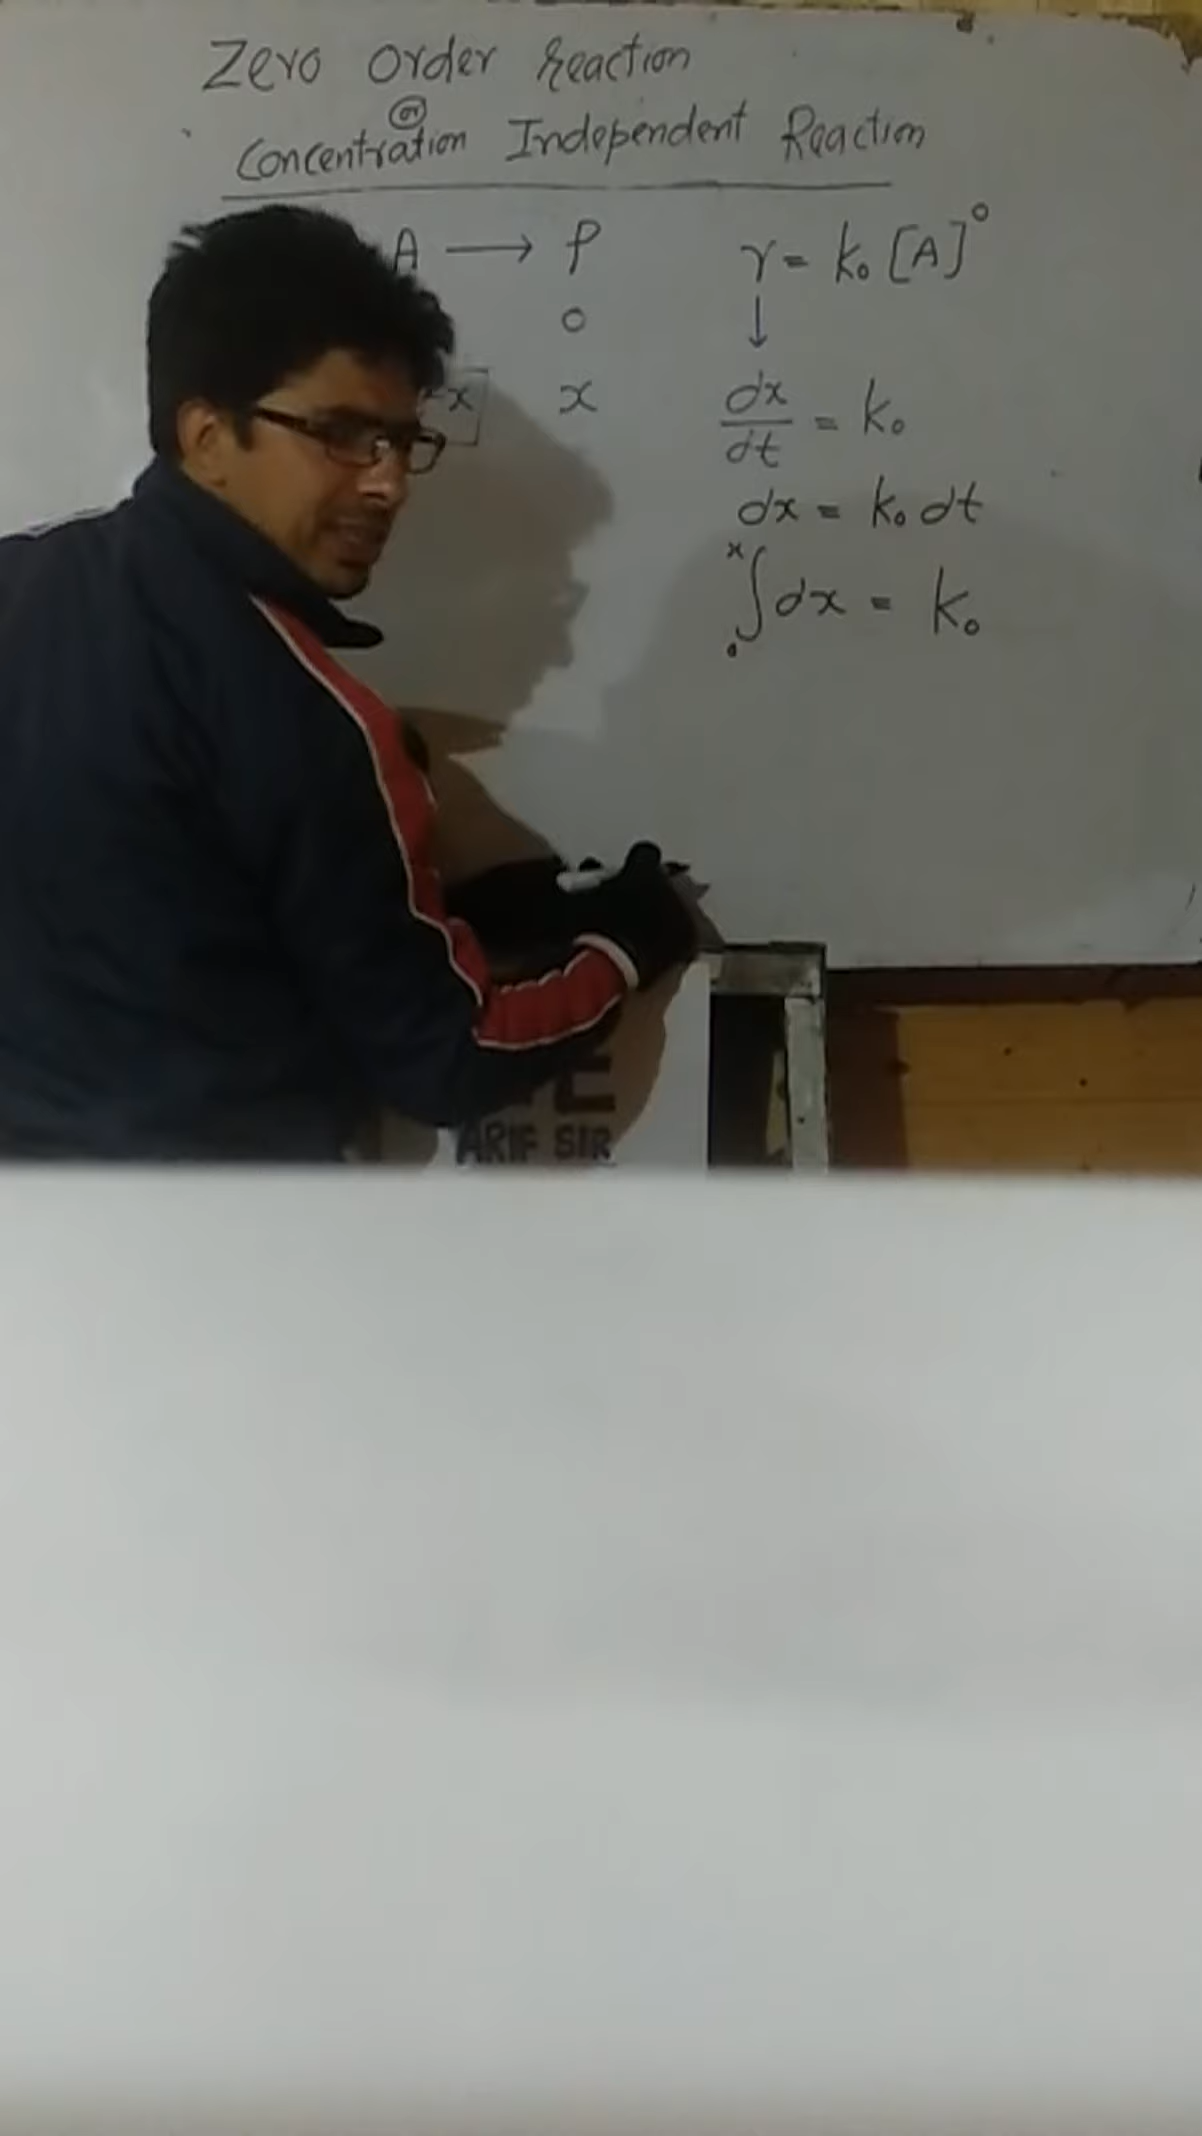 Zero Order Reaction
or
Concentration Independent Reaction
A → P r = k₀ [A]⁰
0 ↓
-x x dx/dt = k₀
dx = k₀ dt
₀∫ˣ dx = k₀
E
ARIF SIR